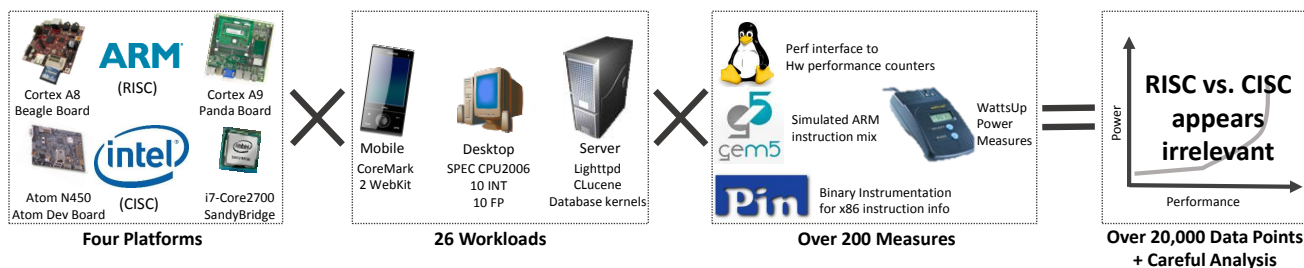 ARM
(RISC)
Cortex A8
Beagle Board
Cortex A9
Panda Board
intel
(CISC)
Atom N450
Atom Dev Board
i7-Core2700
SandyBridge
Four Platforms
Mobile
CoreMark
2 WebKit
Desktop
SPEC CPU2006
10 INT
10 FP
Server
Lighttpd
CLucene
Database kernels
26 Workloads
Perf interface to
Hw performance counters
gem5
Simulated ARM
instruction mix
WattsUp
Power
Measures
Pin
Binary Instrumentation
for x86 instruction info
Over 200 Measures
Power
RISC vs. CISC
appears
irrelevant
Performance
Over 20,000 Data Points
+ Careful Analysis